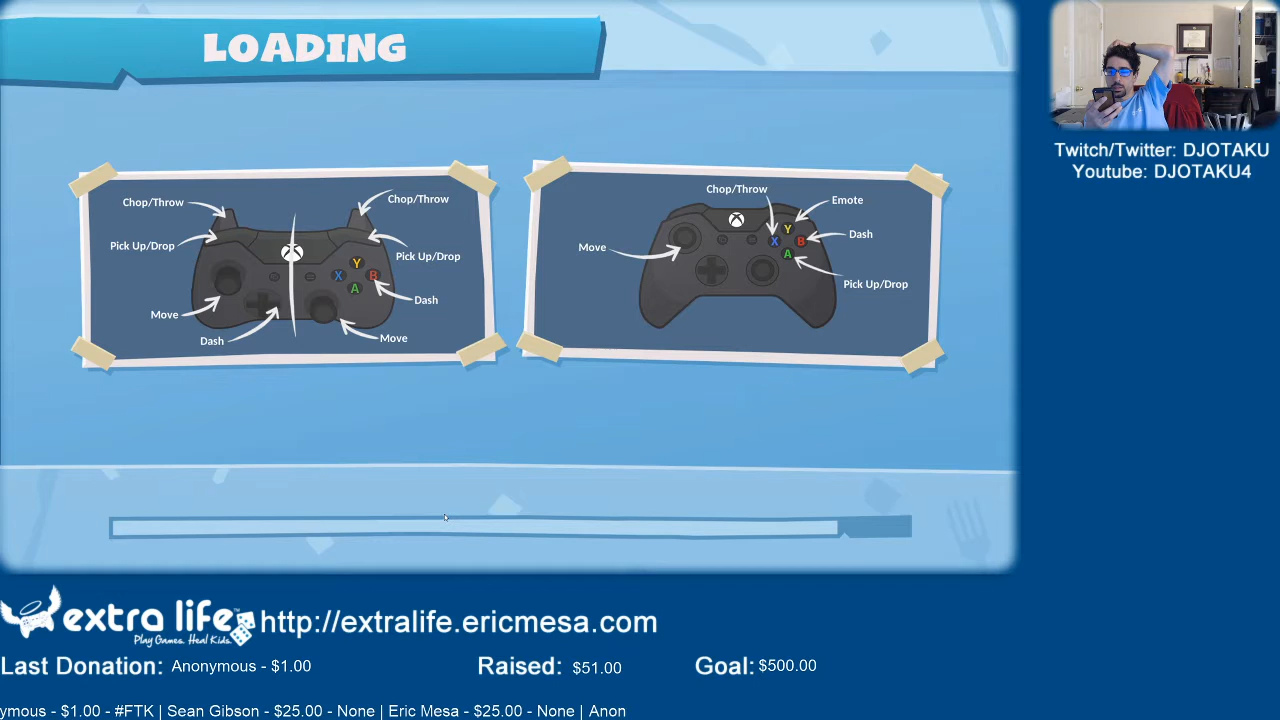 LOADING
Chop/Throw
Chop/Throw
Pick Up/Drop
Pick Up/Drop
Y
X
B
A
Dash
Move
Dash
Move
Chop/Throw
Emote
Y
Move
X
B
Dash
A
Pick Up/Drop
Twitch/Twitter: DJOTAKU
Youtube: DJOTAKU4
extra life
Play Games. Heal Kids.
http://extralife.ericmesa.com
Last Donation: Anonymous - $1.00
Raised: $51.00
Goal: $500.00
ymous - $1.00 - #FTK | Sean Gibson - $25.00 - None | Eric Mesa - $25.00 - None | Anon